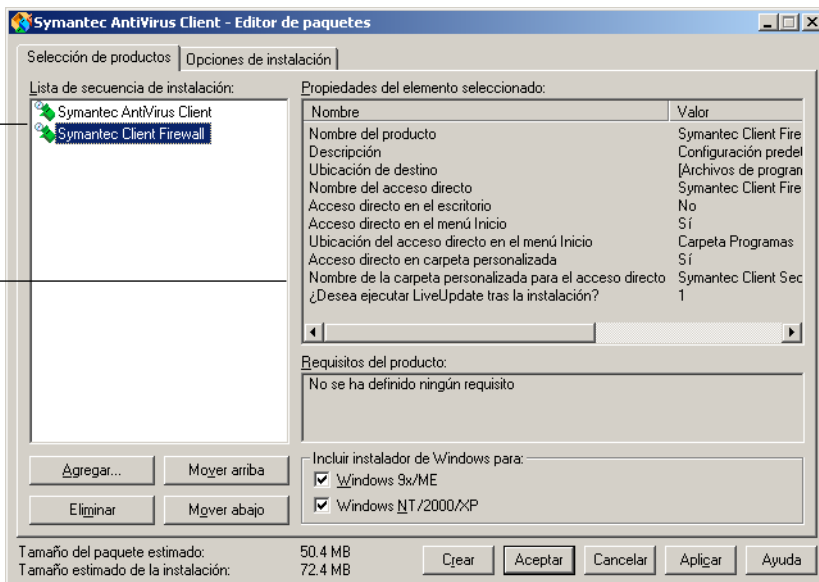 Symantec AntiVirus Client - Editor de paquetes
Selección de productos
Opciones de instalación
Lista de secuencia de instalación:
Symantec AntiVirus Client
Symantec Client Firewall
Propiedades del elemento seleccionado:
Nombre Valor
Nombre del producto Symantec Client Fire
Descripción Configuración predet
Ubicación de destino [Archivos de program
Nombre del acceso directo Symantec Client Fire
Acceso directo en el escritorio No
Acceso directo en el menú Inicio Sí
Ubicación del acceso directo en el menú Inicio Carpeta Programas
Acceso directo en carpeta personalizada Sí
Nombre de la carpeta personalizada para el acceso directo Symantec Client Sec
¿Desea ejecutar LiveUpdate tras la instalación? 1
Requisitos del producto:
No se ha definido ningún requisito
Agregar...
Mover arriba
Eliminar
Mover abajo
Incluir instalador de Windows para:
Windows 9x/ME
Windows NT/2000/XP
Tamaño del paquete estimado: 50.4 MB
Tamaño estimado de la instalación: 72.4 MB
Crear
Aceptar
Cancelar
Aplicar
Ayuda